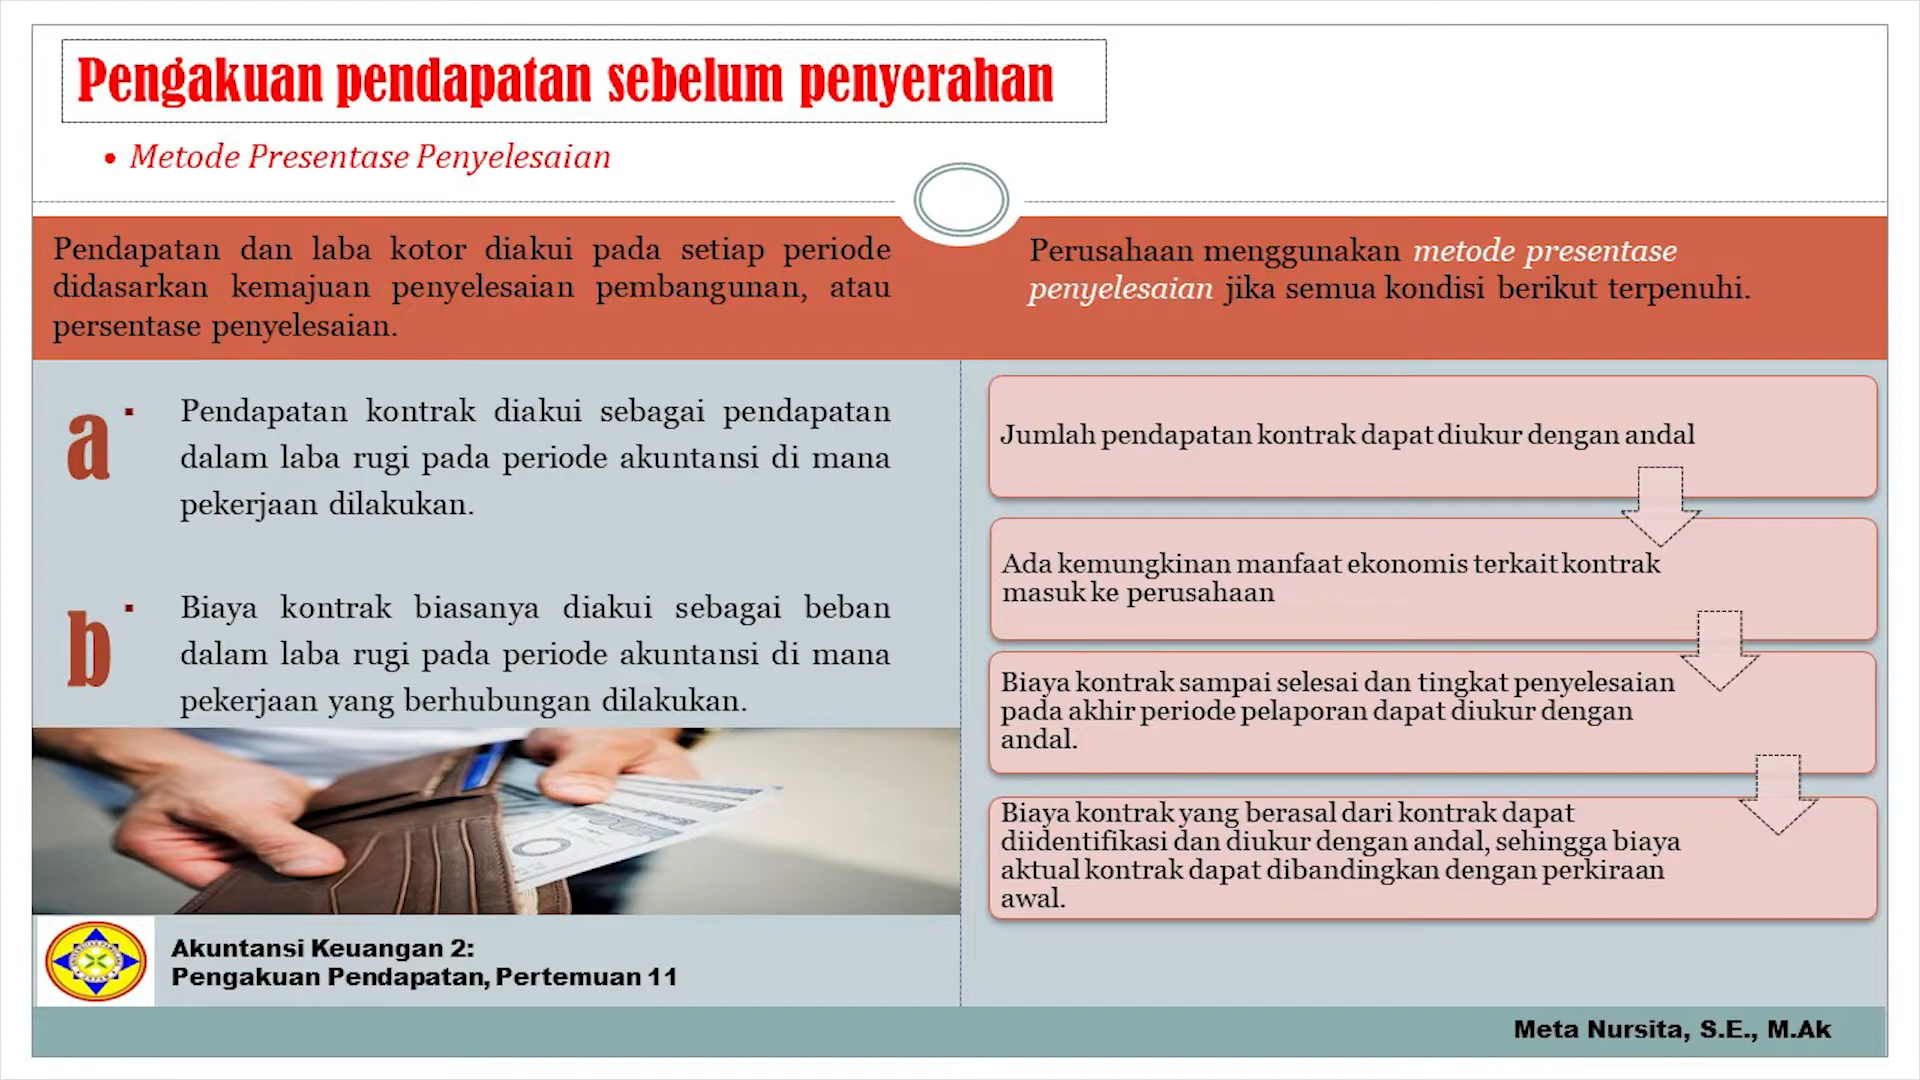 Pengakuan pendapatan sebelum penyerahan
• Metode Presentase Penyelesaian
Pendapatan dan laba kotor diakui pada setiap periode
didasarkan kemajuan penyelesaian pembangunan, atau
persentase penyelesaian.
a
▪ Pendapatan kontrak diakui sebagai pendapatan
dalam laba rugi pada periode akuntansi di mana
pekerjaan dilakukan.
b
▪ Biaya kontrak biasanya diakui sebagai beban
dalam laba rugi pada periode akuntansi di mana
pekerjaan yang berhubungan dilakukan.
Perusahaan menggunakan metode presentase
penyelesaian jika semua kondisi berikut terpenuhi.
Jumlah pendapatan kontrak dapat diukur dengan andal
Ada kemungkinan manfaat ekonomis terkait kontrak
masuk ke perusahaan
Biaya kontrak sampai selesai dan tingkat penyelesaian
pada akhir periode pelaporan dapat diukur dengan
andal.
Biaya kontrak yang berasal dari kontrak dapat
diidentifikasi dan diukur dengan andal, sehingga biaya
aktual kontrak dapat dibandingkan dengan perkiraan
awal.
Akuntansi Keuangan 2:
Pengakuan Pendapatan, Pertemuan 11
Meta Nursita, S.E., M.Ak